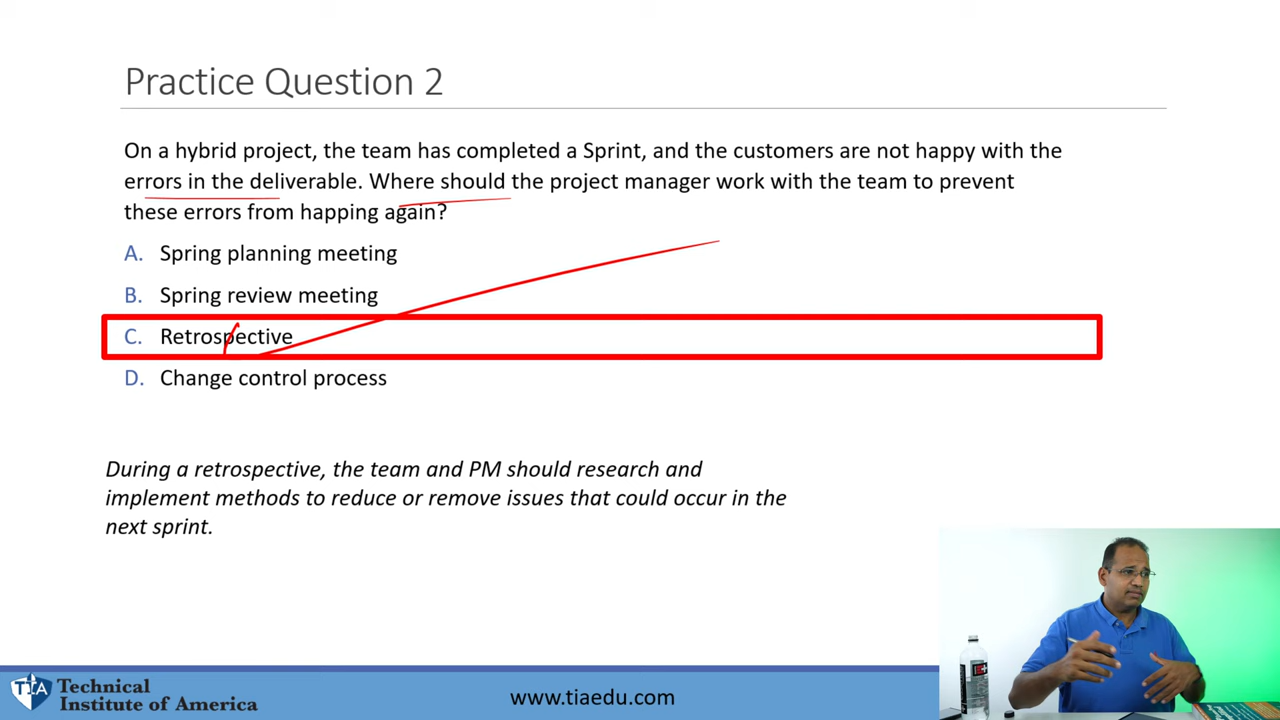 Practice Question 2
On a hybrid project, the team has completed a Sprint, and the customers are not happy with the
errors in the deliverable. Where should the project manager work with the team to prevent
these errors from happing again?
A. Spring planning meeting
B. Spring review meeting
C. Retrospective
D. Change control process
During a retrospective, the team and PM should research and
implement methods to reduce or remove issues that could occur in the
next sprint.
TIA
Technical
Institute of America
www.tiaedu.com